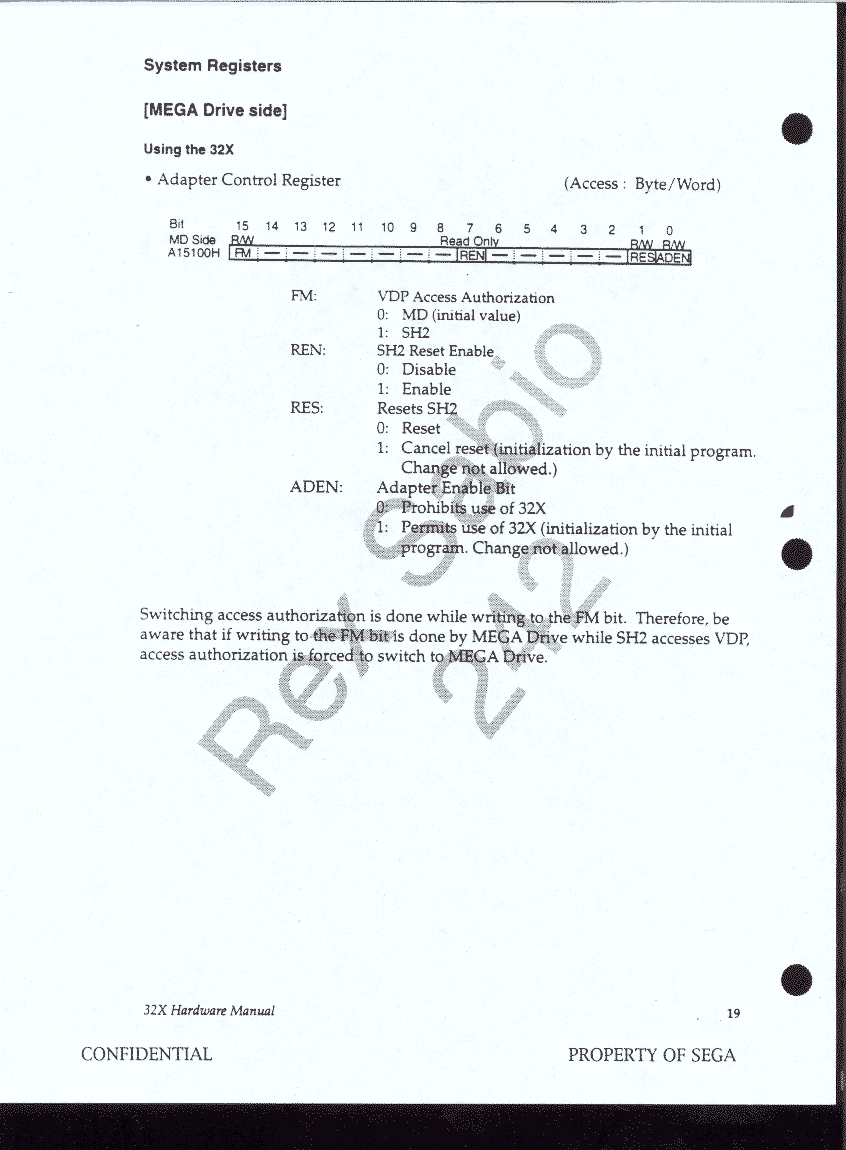 System Registers
[MEGA Drive side]
Using the 32X
• Adapter Control Register (Access : Byte/Word)
Bit 15 14 13 12 11 10 9 8 7 6 5 4 3 2 1 0
MD Side R/W Read Only R/W R/W
A15100H FM — — — — — — — REN — — — — — RES ADEN
FM: VDP Access Authorization
0: MD (initial value)
1: SH2
REN: SH2 Reset Enable
0: Disable
1: Enable
RES: Resets SH2
0: Reset
1: Cancel reset (initialization by the initial program.
Change not allowed.)
ADEN: Adapter Enable Bit
0: Prohibits use of 32X
1: Permits use of 32X (initialization by the initial
program. Change not allowed.)
Switching access authorization is done while writing to the FM bit. Therefore, be
aware that if writing to the FM bit is done by MEGA Drive while SH2 accesses VDP,
access authorization is forced to switch to MEGA Drive.
Rex Sabio
242
32X Hardware Manual 19
CONFIDENTIAL PROPERTY OF SEGA